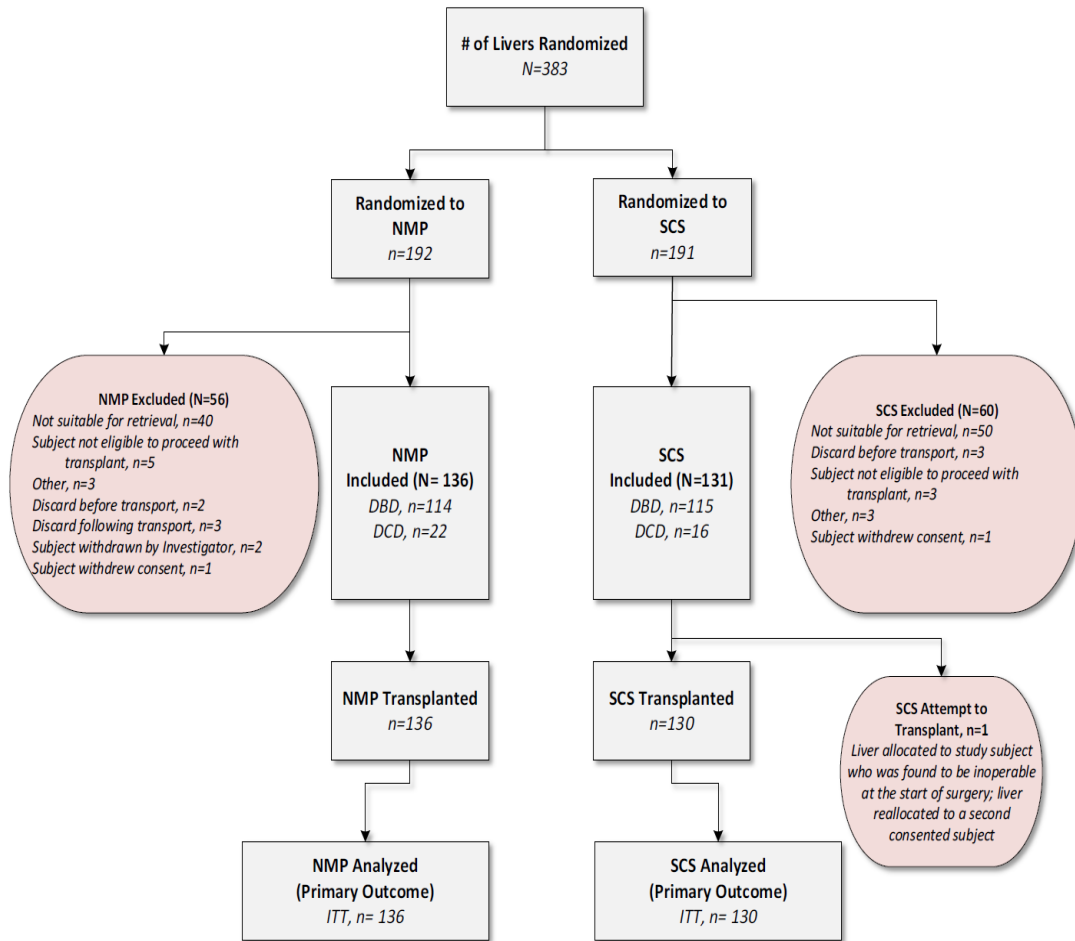 # of Livers Randomized
N=383
Randomized to
NMP
n=192
Randomized to
SCS
n=191
NMP Excluded (N=56)
Not suitable for retrieval, n=40
Subject not eligible to proceed with
transplant, n=5
Other, n=3
Discard before transport, n=2
Discard following transport, n=3
Subject withdrawn by Investigator, n=2
Subject withdrew consent, n=1
NMP
Included (N= 136)
DBD, n=114
DCD, n=22
SCS
Included (N=131)
DBD, n=115
DCD, n=16
SCS Excluded (N=60)
Not suitable for retrieval, n=50
Discard before transport, n=3
Subject not eligible to proceed with
transplant, n=3
Other, n=3
Subject withdrew consent, n=1
NMP Transplanted
n=136
SCS Transplanted
n=130
SCS Attempt to
Transplant, n=1
Liver allocated to study subject
who was found to be inoperable
at the start of surgery; liver
reallocated to a second
consented subject
NMP Analyzed
(Primary Outcome)
ITT, n= 136
SCS Analyzed
(Primary Outcome)
ITT, n= 130